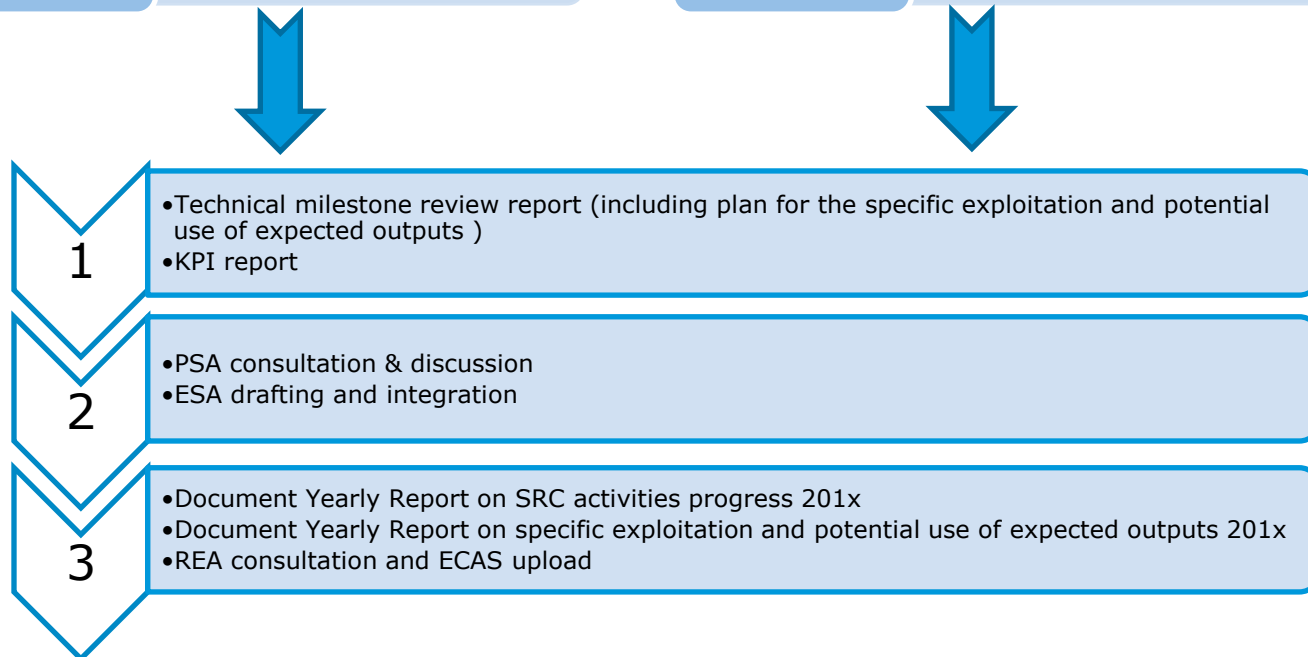 1
•Technical milestone review report (including plan for the specific exploitation and potential
use of expected outputs )
•KPI report
2
•PSA consultation & discussion
•ESA drafting and integration
3
•Document Yearly Report on SRC activities progress 201x
•Document Yearly Report on specific exploitation and potential use of expected outputs 201x
•REA consultation and ECAS upload